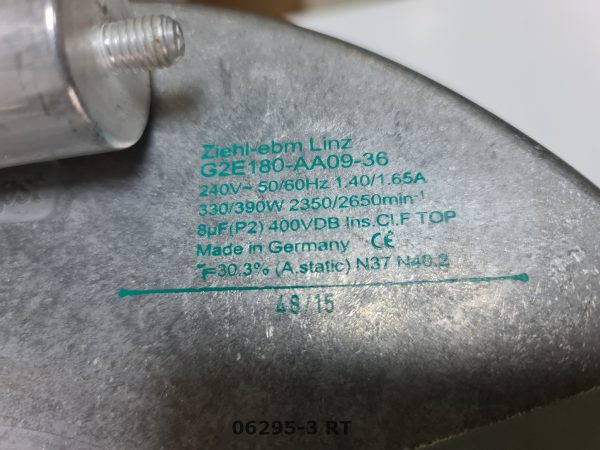 Ziehl-ebm Linz
G2E180-AA09-36
240V~ 50/60Hz 1.40/1.65A
330/390W 2350/2650min⁻¹
8µF(P2) 400VDB Ins.Cl.F TOP
Made in Germany CE
30.3% (A.static) N37 N40.2
48/15
06295-3 RT